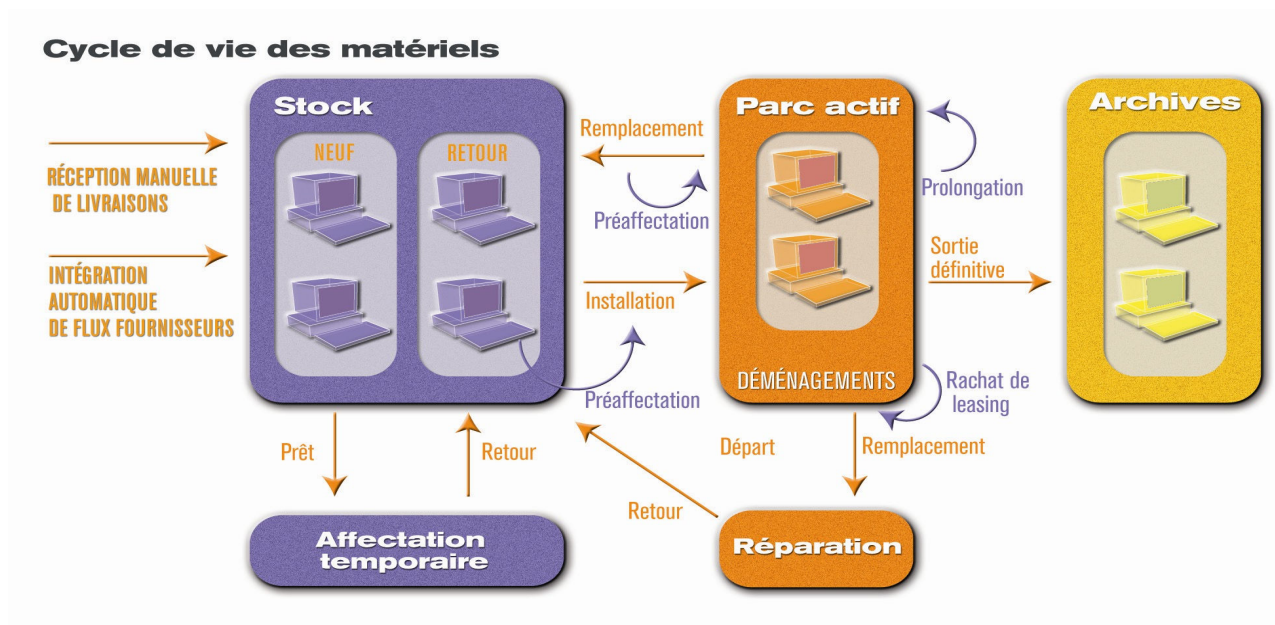 Cycle de vie des matériels
RÉCEPTION MANUELLE
DE LIVRAISONS
INTÉGRATION
AUTOMATIQUE
DE FLUX FOURNISSEURS
Stock
NEUF
RETOUR
Remplacement
Préaffectation
Installation
Préaffectation
Parc actif
DÉMÉNAGEMENTS
Prolongation
Sortie
définitive
Rachat de
leasing
Archives
Prêt
Retour
Retour
Départ
Remplacement
Affectation
temporaire
Réparation